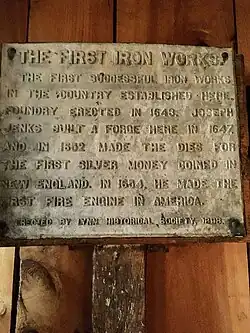 THE FIRST IRON WORKS.
THE FIRST SUCCESSFUL IRON WORKS
IN THE COUNTRY ESTABLISHED HERE.
FOUNDRY ERECTED IN 1643. JOSEPH
JENKS BUILT A FORGE HERE IN 1647,
AND IN 1652 MADE THE DIES FOR
THE FIRST SILVER MONEY COINED IN
NEW ENGLAND. IN 1654, HE MADE THE
FIRST FIRE ENGINE IN AMERICA.
ERECTED BY LYNN HISTORICAL SOCIETY, 1898.